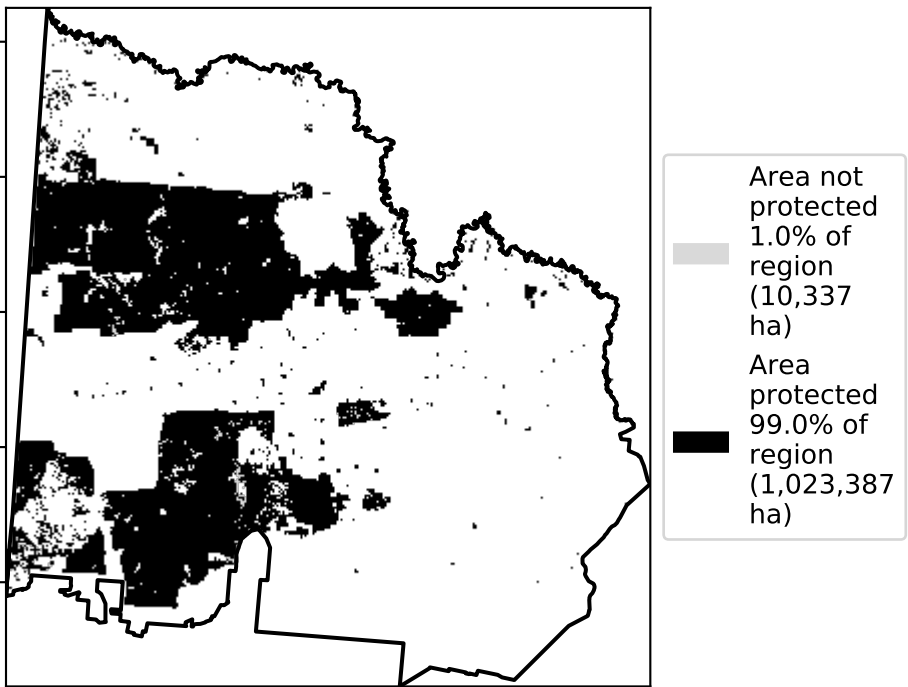 Area not
protected
1.0% of
region
(10,337
ha)
Area
protected
99.0% of
region
(1,023,387
ha)